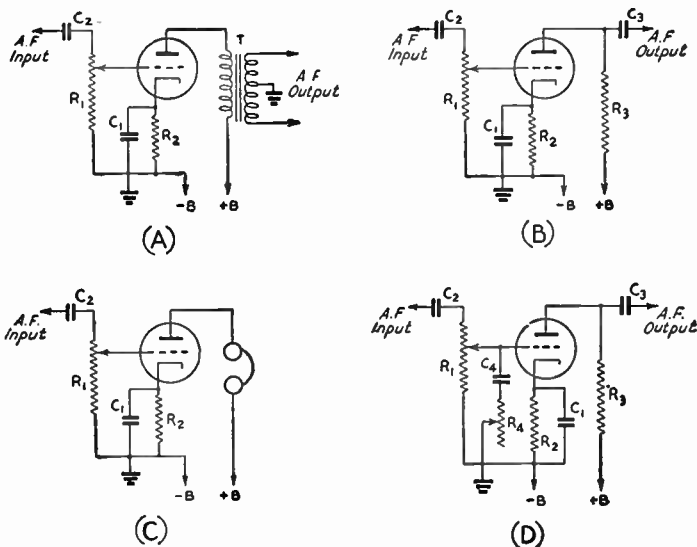 C2
A.F
Input
R1
C1
R2
T
A.F
Output
-B
+B
(A)
C2
A.F
Input
R1
C1
R2
C3
A.F
Output
R3
-B
+B
(B)
C2
A.F.
Input
R1
C1
R2
-B
+B
(C)
C2
A.F.
Input
R1
C4
R4
R2
C1
C3
A.F.
Output
R3
-B
+B
(D)